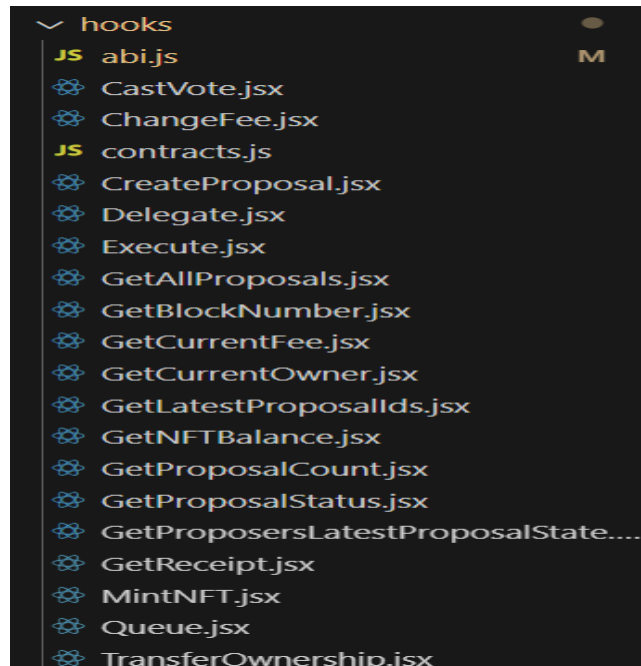 hooks
JS abi.js M
CastVote.jsx
ChangeFee.jsx
JS contracts.js
CreateProposal.jsx
Delegate.jsx
Execute.jsx
GetAllProposals.jsx
GetBlockNumber.jsx
GetCurrentFee.jsx
GetCurrentOwner.jsx
GetLatestProposalIds.jsx
GetNFTBalance.jsx
GetProposalCount.jsx
GetProposalStatus.jsx
GetProposersLatestProposalState....
GetReceipt.jsx
MintNFT.jsx
Queue.jsx
TransferOwnership.jsx